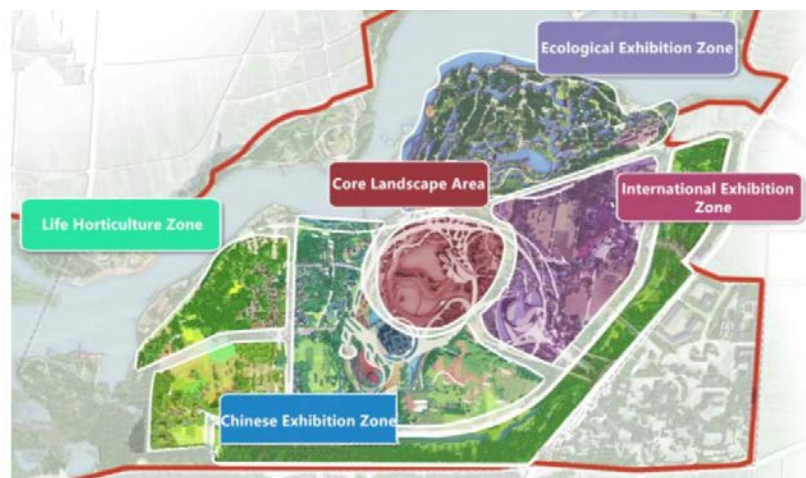 Ecological Exhibition Zone
Core Landscape Area
International Exhibition
Zone
Life Horticulture Zone
Chinese Exhibition Zone